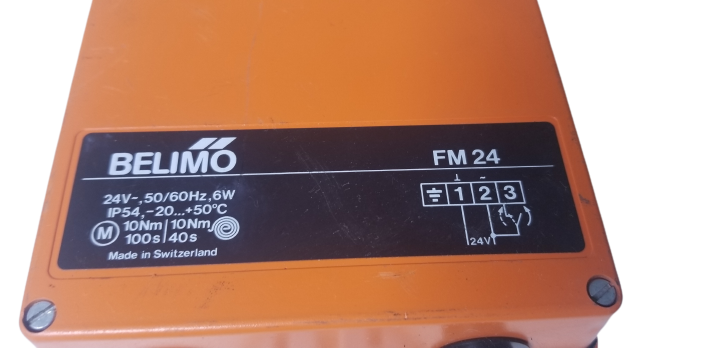 BELIMO
FM 24
24V~, 50/60Hz, 6W
IP54, -20...+50°C
M 10Nm | 10Nm
100s | 40s
Made in Switzerland
⊥ ~
1 2 3
24V